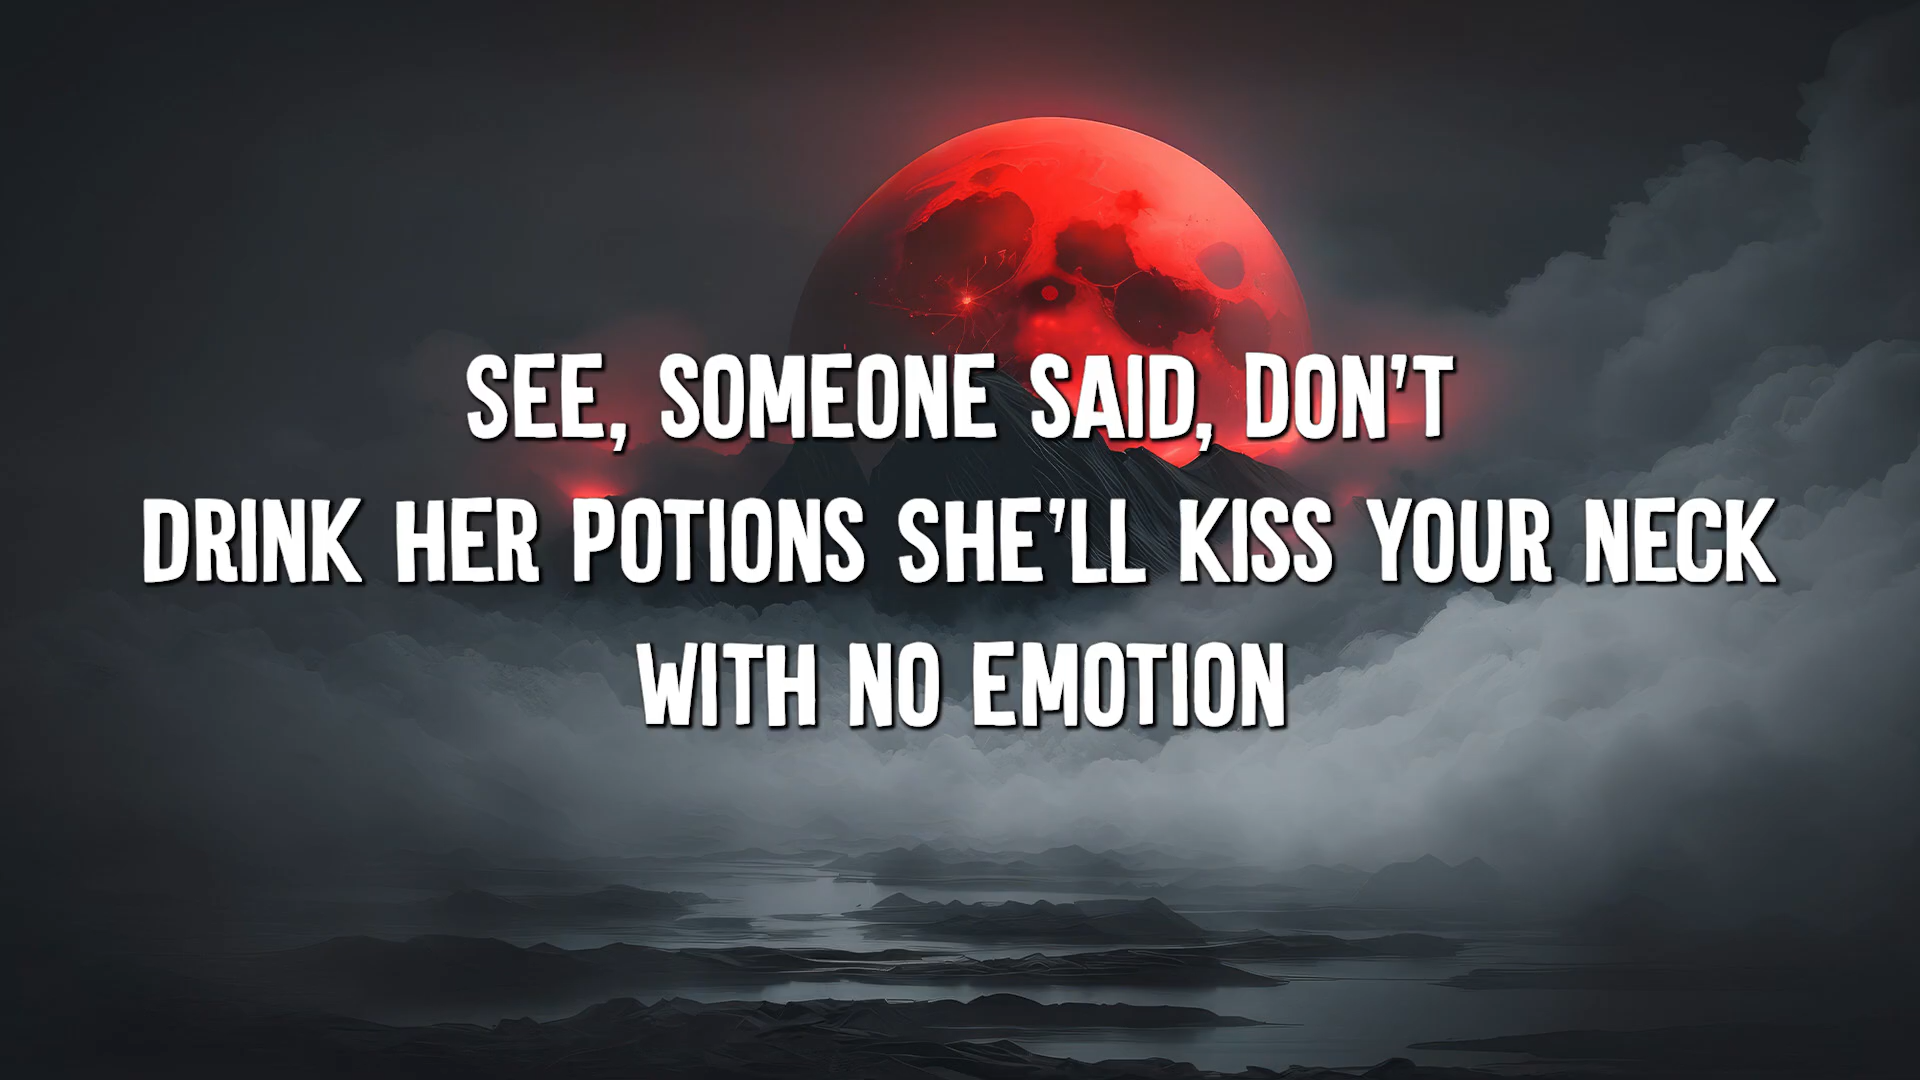 SEE, SOMEONE SAID, DON'T
DRINK HER POTIONS SHE'LL KISS YOUR NECK
WITH NO EMOTION